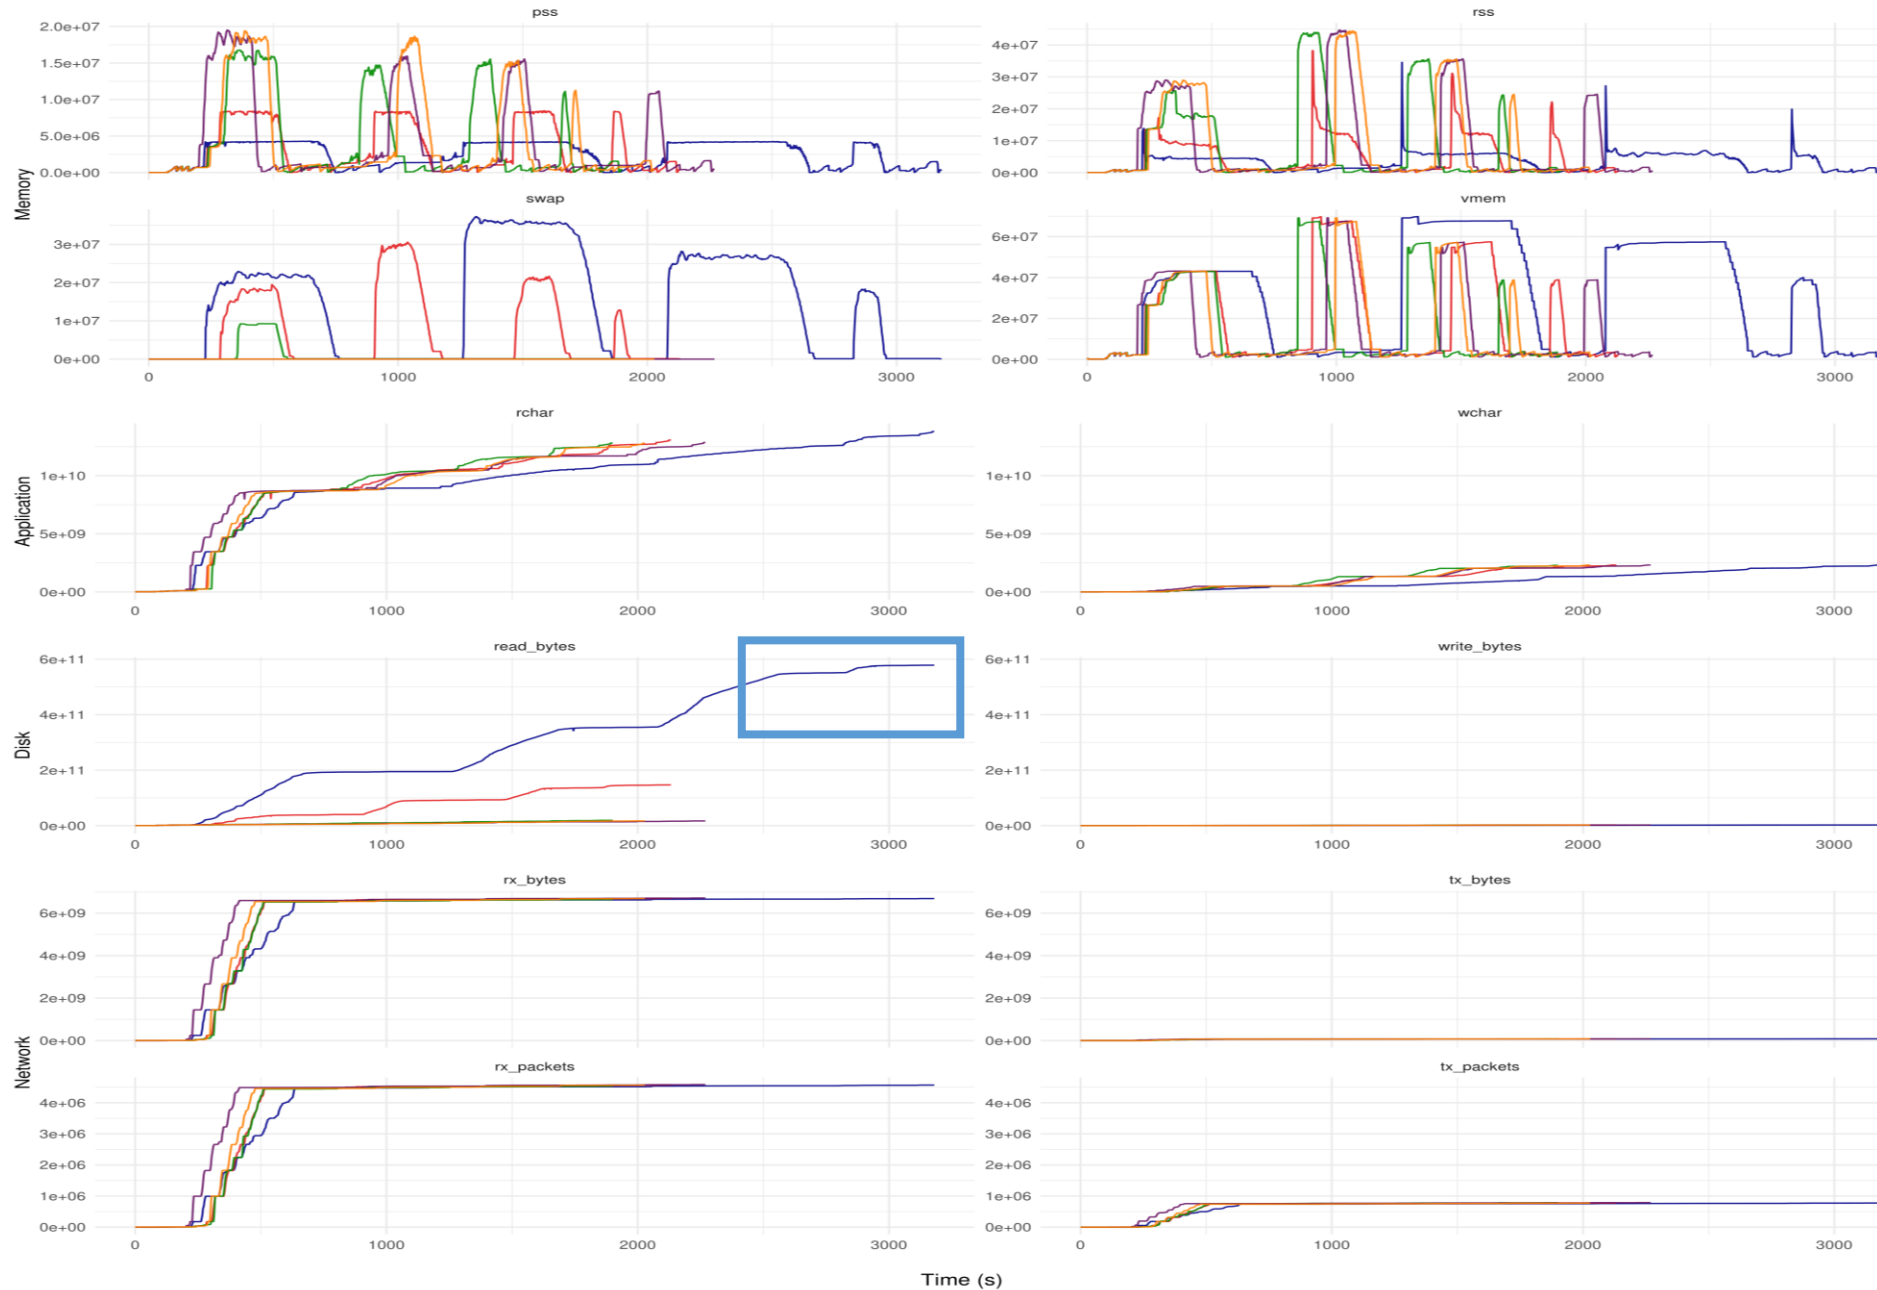 pss
rss
2.0e+07
1.5e+07
1.0e+07
5.0e+06
0.0e+00
4e+07
3e+07
2e+07
1e+07
0e+00
Memory
swap
vmem
3e+07
2e+07
1e+07
0e+00
6e+07
4e+07
2e+07
0e+00
0 1000 2000 3000
0 1000 2000 3000
rchar
wchar
Application
1e+10
5e+09
0e+00
1e+10
5e+09
0e+00
0 1000 2000 3000
0 1000 2000 3000
read_bytes
write_bytes
Disk
6e+11
4e+11
2e+11
0e+00
6e+11
4e+11
2e+11
0e+00
0 1000 2000 3000
0 1000 2000 3000
rx_bytes
tx_bytes
6e+09
4e+09
2e+09
0e+00
6e+09
4e+09
2e+09
0e+00
Network
rx_packets
tx_packets
4e+06
3e+06
2e+06
1e+06
0e+00
4e+06
3e+06
2e+06
1e+06
0e+00
0 1000 2000 3000
0 1000 2000 3000
Time (s)